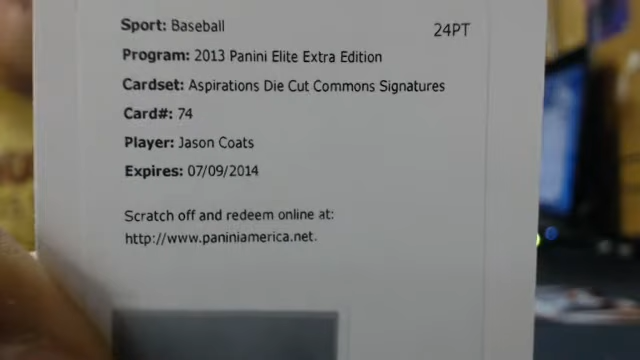 Sport: Baseball
24PT
Program: 2013 Panini Elite Extra Edition
Cardset: Aspirations Die Cut Commons Signatures
Card#: 74
Player: Jason Coats
Expires: 07/09/2014
Scratch off and redeem online at:
http://www.paniniamerica.net.